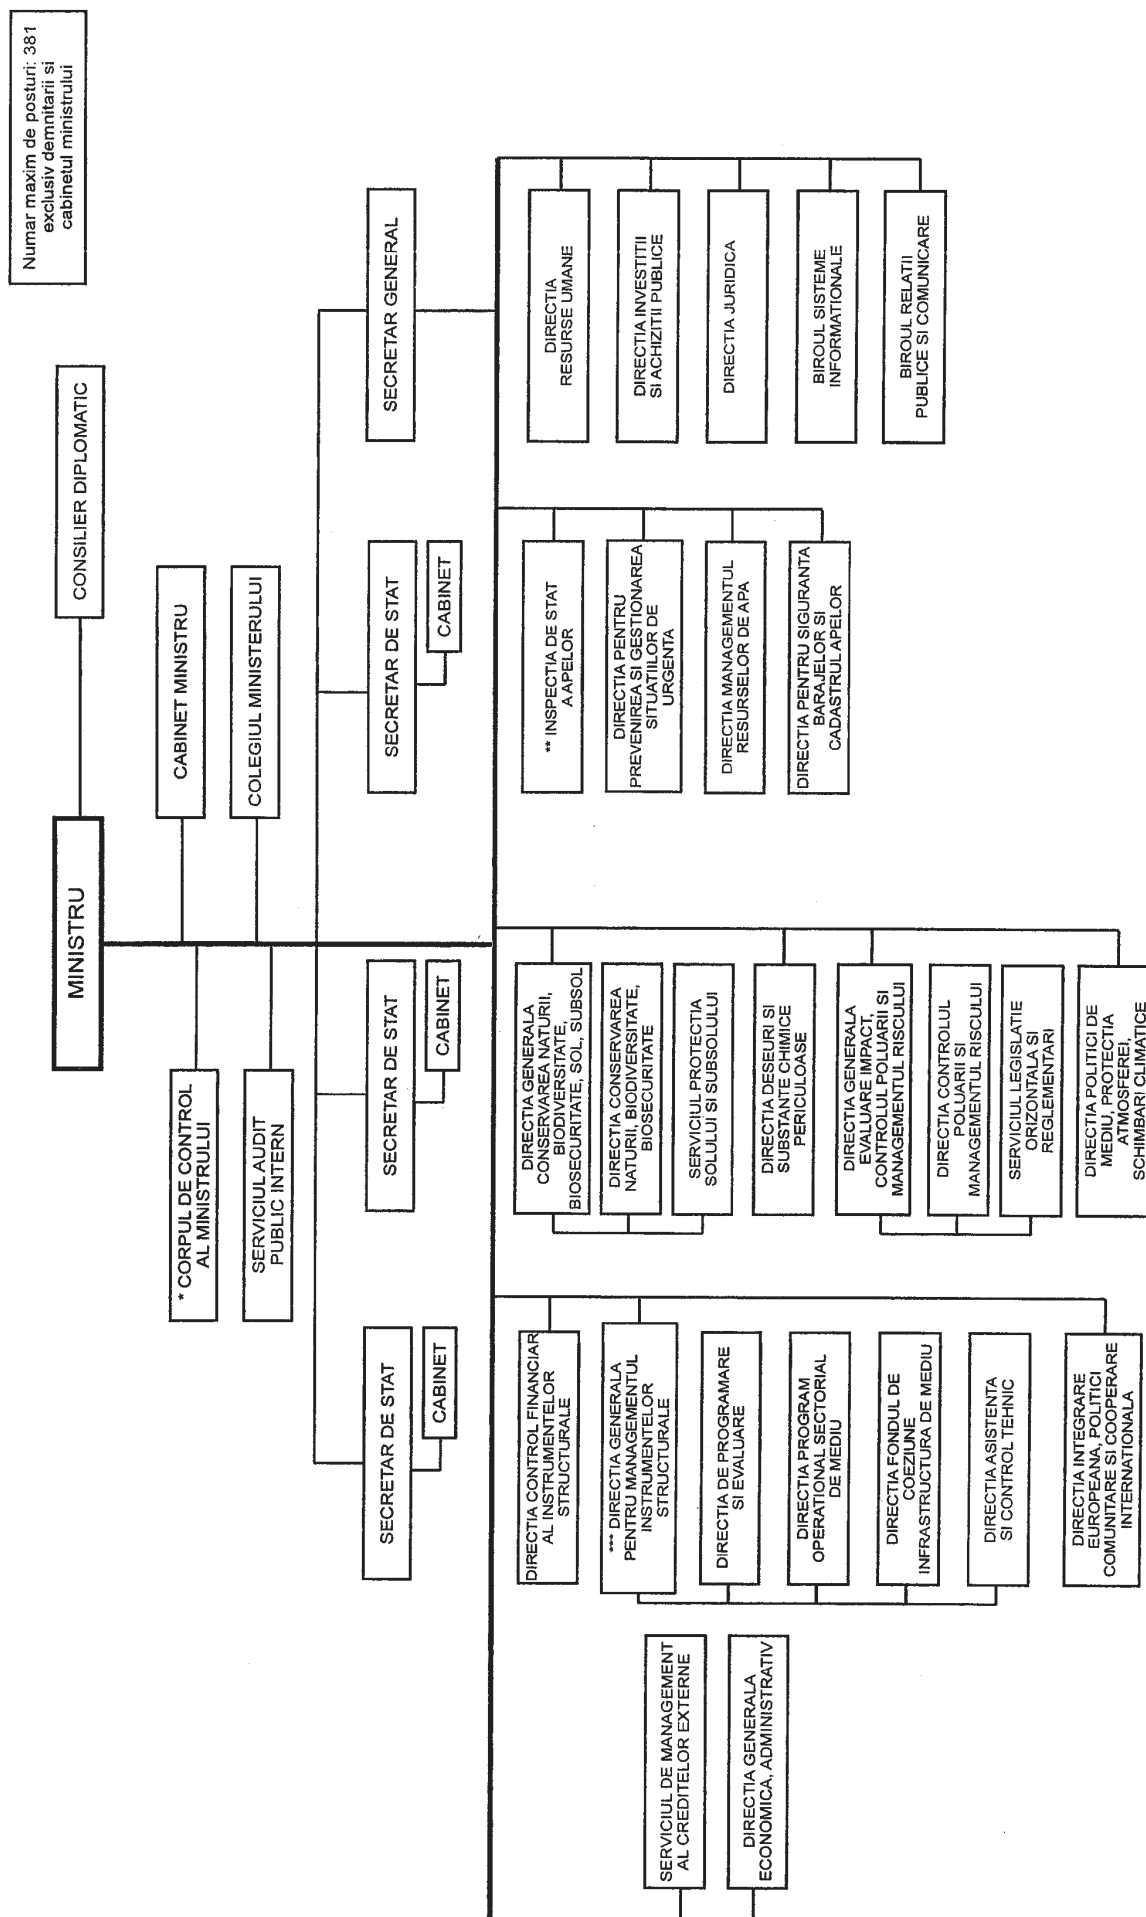 Numar maxim de posturi: 381
exclusiv demnitarii si
cabinetul ministrului
MINISTRU
CONSILIER DIPLOMATIC
* CORPUL DE CONTROL
AL MINISTRULUI
CABINET MINISTRU
SERVICIUL AUDIT
PUBLIC INTERN
COLEGIUL MINISTERULUI
SECRETAR DE STAT
CABINET
SECRETAR DE STAT
CABINET
SECRETAR DE STAT
CABINET
SECRETAR GENERAL
SERVICIUL DE MANAGEMENT
AL CREDITELOR EXTERNE
DIRECTIA GENERALA
ECONOMICA, ADMINISTRATIV
DIRECTIA CONTROL FINANCIAR
AL INSTRUMENTELOR
STRUCTURALE
*** DIRECTIA GENERALA
PENTRU MANAGEMENTUL
INSTRUMENTELOR
STRUCTURALE
DIRECTIA DE PROGRAMARE
SI EVALUARE
DIRECTIA PROGRAM
OPERATIONAL SECTORIAL
DE MEDIU
DIRECTIA FONDUL DE
COEZIUNE
INFRASTRUCTURA DE MEDIU
DIRECTIA ASISTENTA
SI CONTROL TEHNIC
DIRECTIA INTEGRARE
EUROPEANA, POLITICI
COMUNITARE SI COOPERARE
INTERNATIONALA
DIRECTIA GENERALA
CONSERVAREA NATURII,
BIODIVERSITATE,
BIOSECURITATE, SOL, SUBSOL
DIRECTIA CONSERVAREA
NATURII, BIODIVERSITATE,
BIOSECURITATE
SERVICIUL PROTECTIA
SOLULUI SI SUBSOLULUI
DIRECTIA DESEURI SI
SUBSTANTE CHIMICE
PERICULOASE
DIRECTIA GENERALA
EVALUARE IMPACT,
CONTROLUL POLUARII SI
MANAGEMENTUL RISCULUI
DIRECTIA CONTROLUL
POLUARII SI
MANAGEMENTUL RISCULUI
SERVICIUL LEGISLATIE
ORIZONTALA SI
REGLEMENTARI
DIRECTIA POLITICI DE
MEDIU, PROTECTIA
ATMOSFEREI,
SCHIMBARI CLIMATICE
** INSPECTIA DE STAT
A APELOR
DIRECTIA PENTRU
PREVENIREA SI GESTIONAREA
SITUATIILOR DE
URGENTA
DIRECTIA MANAGEMENTUL
RESURSELOR DE APA
DIRECTIA PENTRU SIGURANTA
BARAJELOR SI
CADASTRUL APELOR
DIRECTIA
RESURSE UMANE
DIRECTIA INVESTITII
SI ACHIZITII PUBLICE
DIRECTIA JURIDICA
BIROUL SISTEME
INFORMATIONALE
BIROUL RELATII
PUBLICE SI COMUNICARE